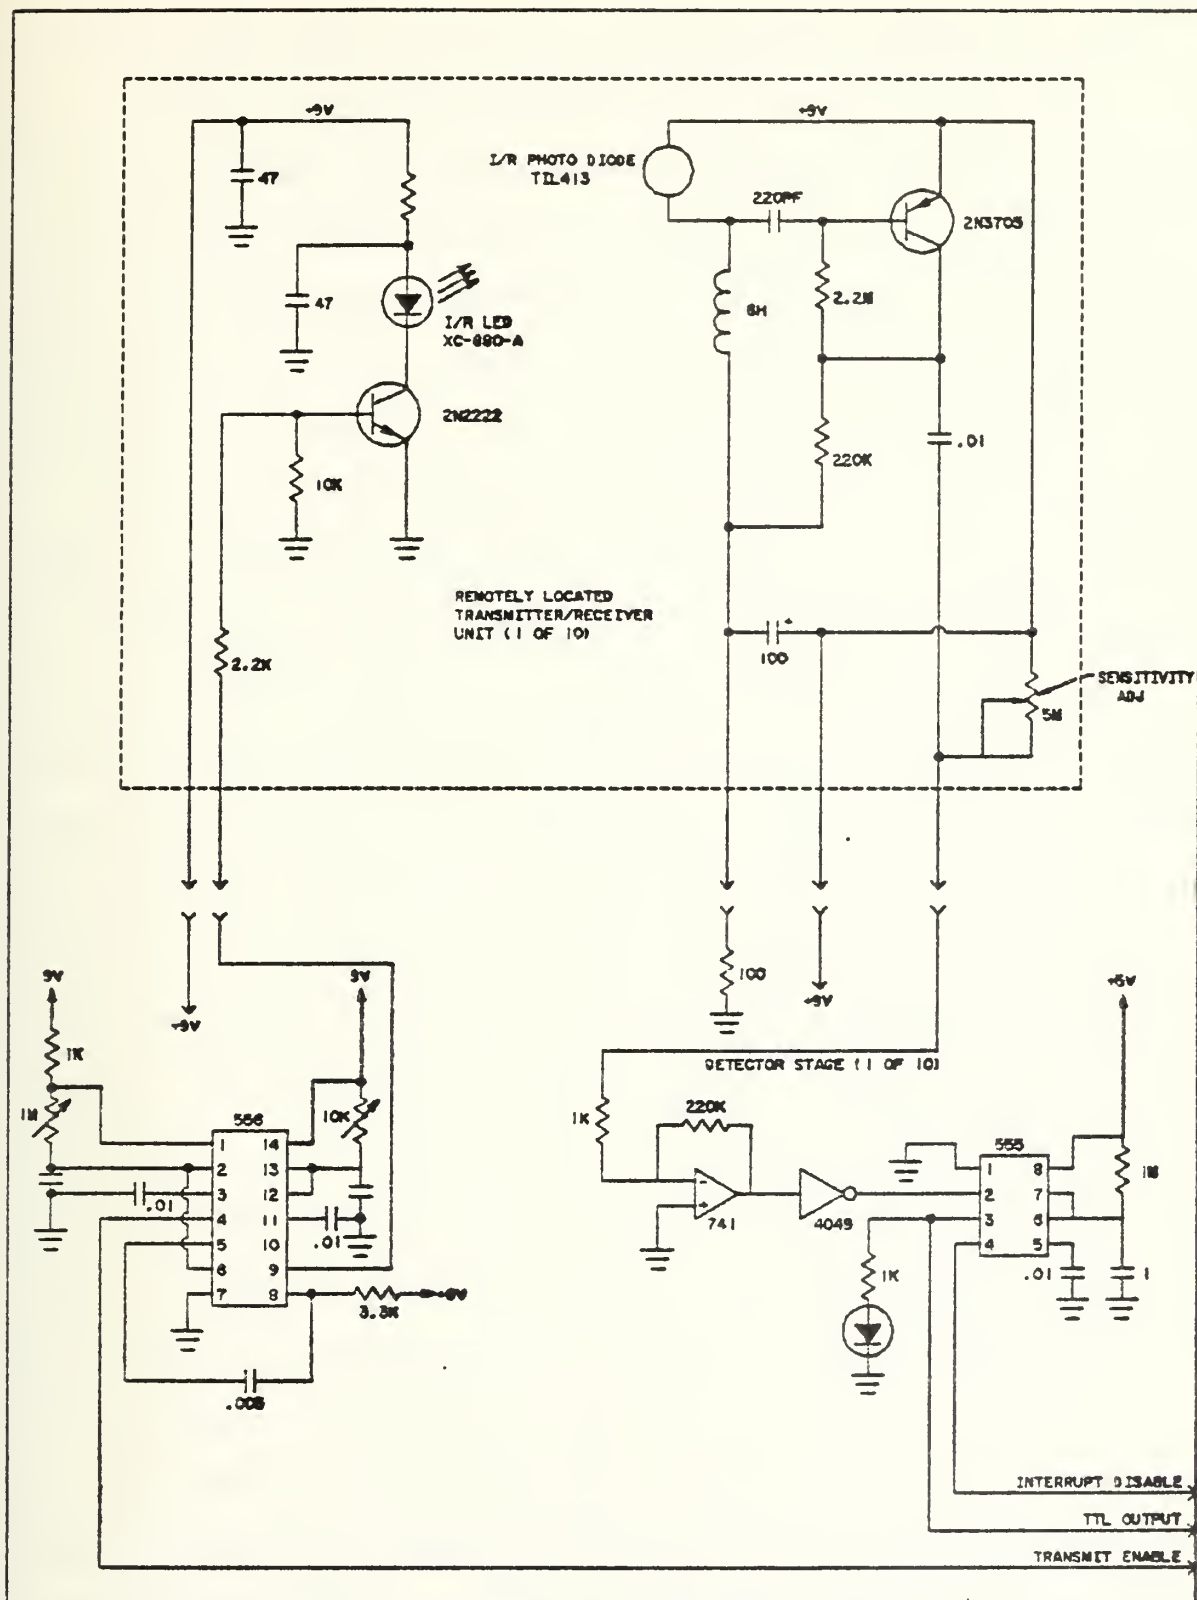 +9V
+9V
I/R PHOTO DIODE
TIL413
47
220PF
2N3705
47
2.2M
6H
I/R LED
XC-880-A
2N2222
220K
.01
10K
REMOTELY LOCATED
TRANSMITTER/RECEIVER
UNIT (1 OF 10)
2.2K
+
100
SENSITIVITY
ADJ
5M
9V
9V
100
+9V
+9V
+5V
1K
DETECTOR STAGE (1 OF 10)
1M
10K
556
1K
220K
555
1 14
2 13
3 12
4 11
5 10
6 9
7 8
.01
.01
-
+
741
4049
1 8
2 7
3 6
4 5
1M
.01
1
1K
3.3K
.005
INTERRUPT DISABLE
TTL OUTPUT
TRANSMIT ENABLE